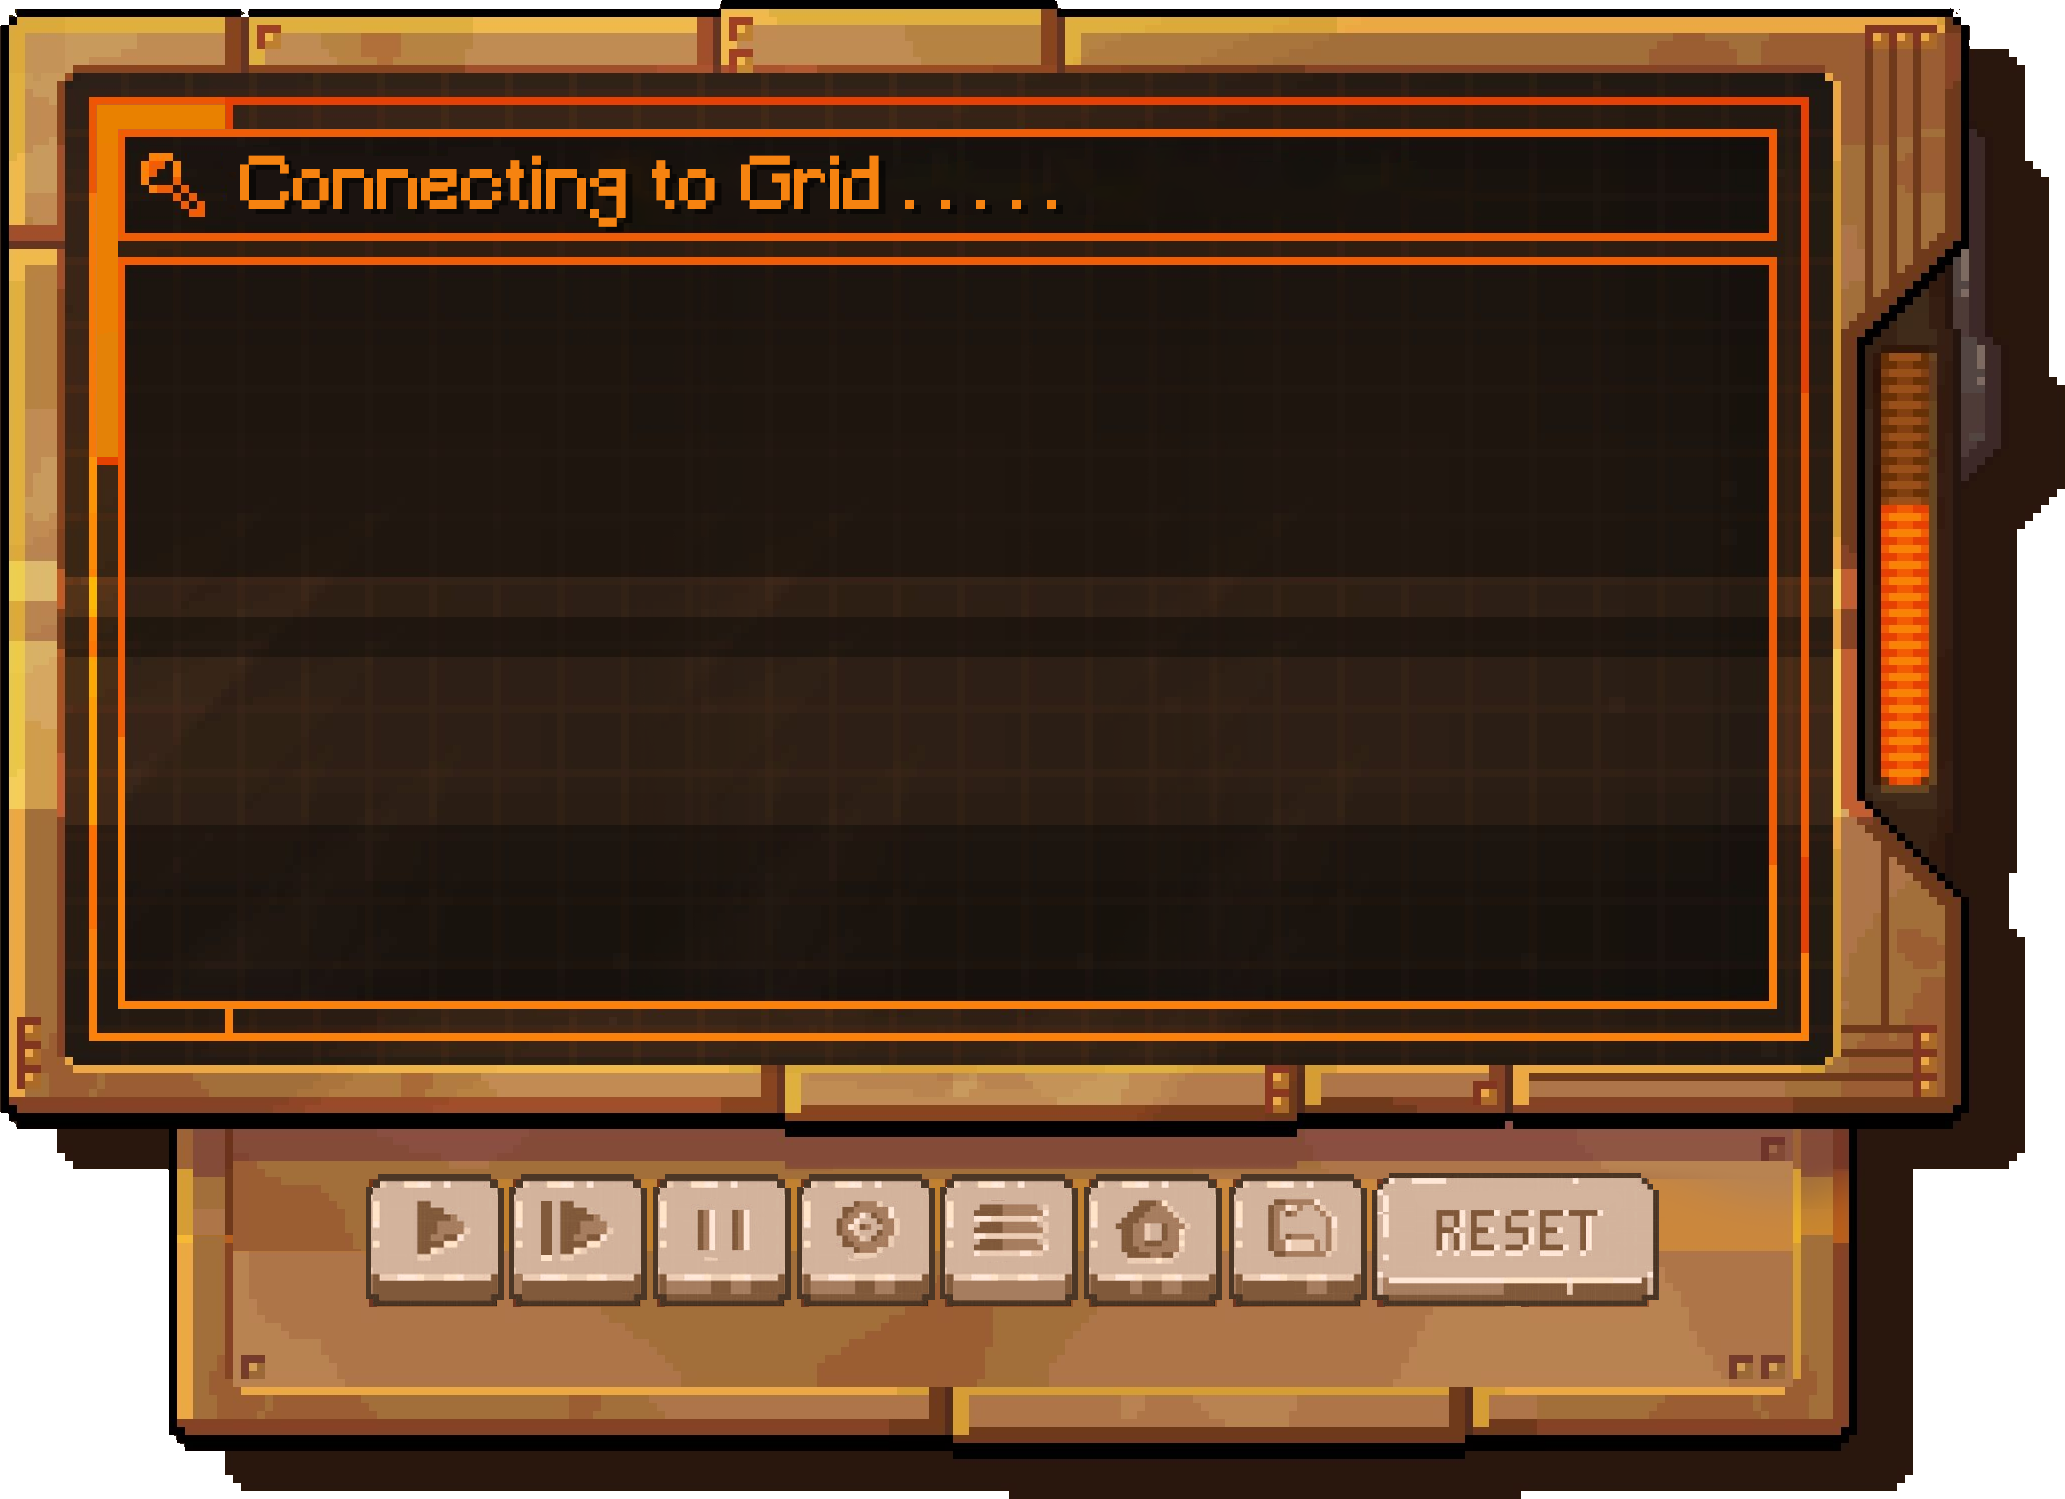 Connecting to Grid .....
RESET